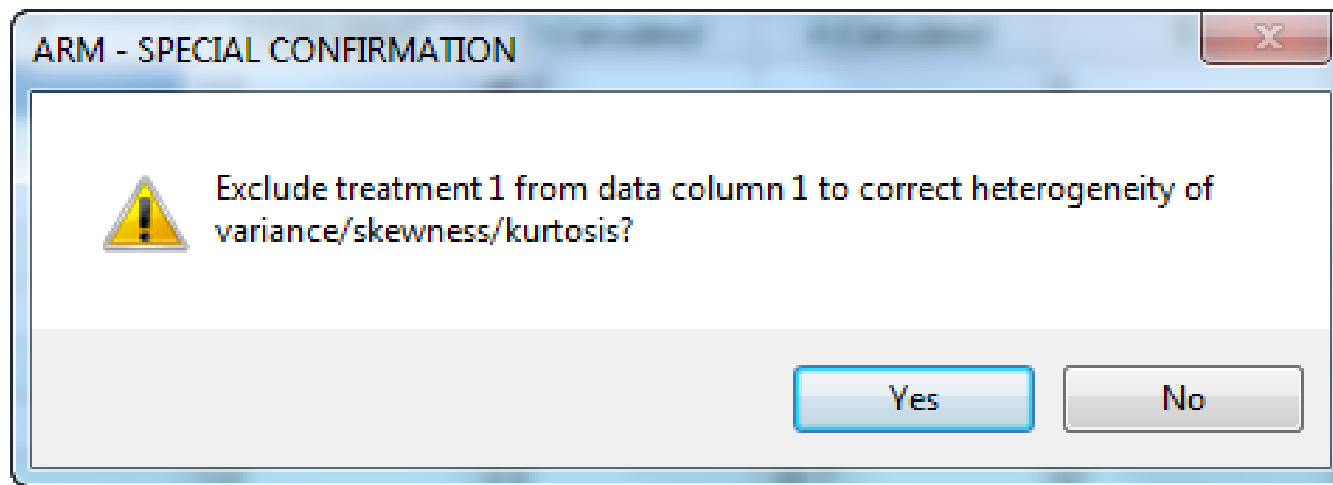 ARM - SPECIAL CONFIRMATION
Exclude treatment 1 from data column 1 to correct heterogeneity of
variance/skewness/kurtosis?
Yes
No